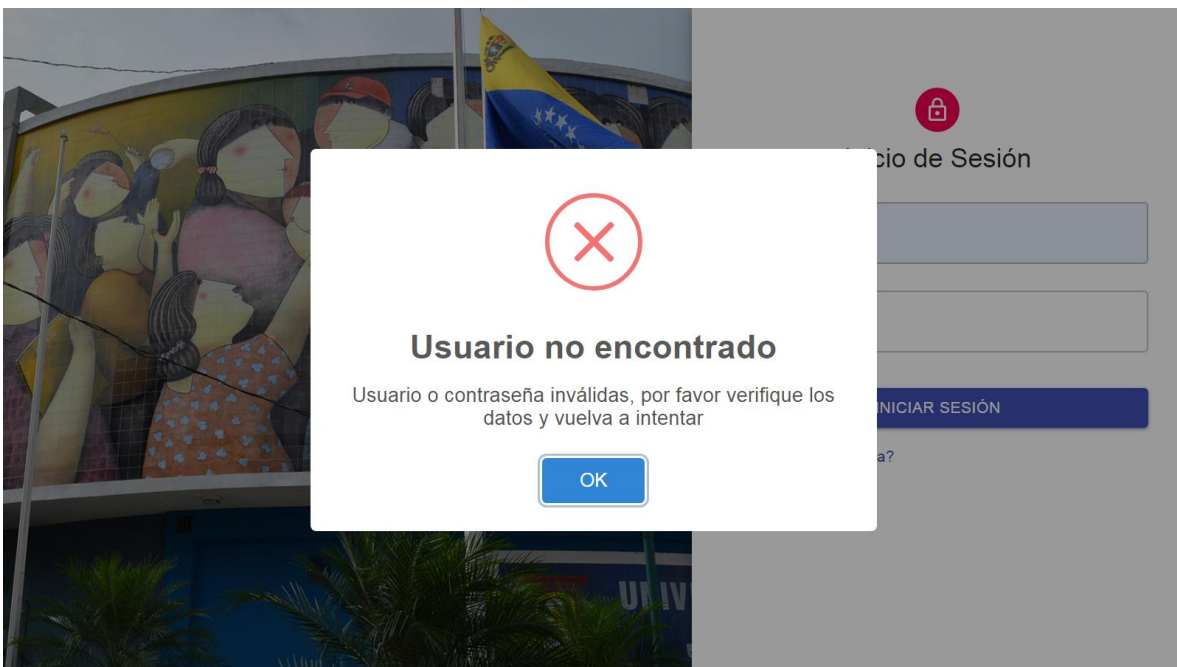 Inicio de Sesión
Usuario no encontrado
Usuario o contraseña inválidas, por favor verifique los
datos y vuelva a intentar
OK
INICIAR SESIÓN
a?
UNIV